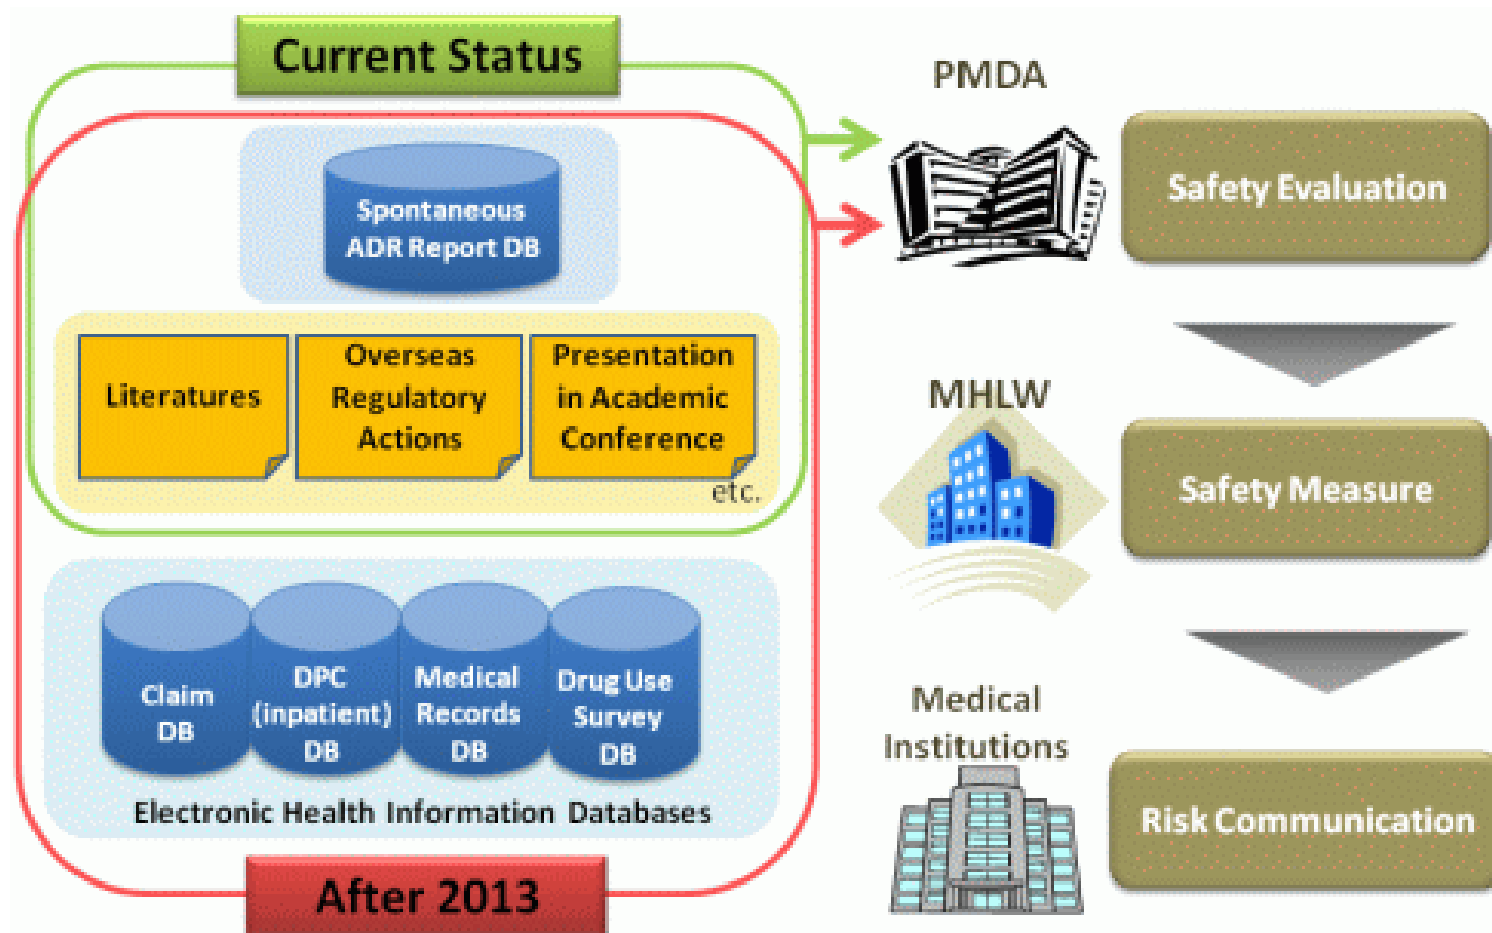 Current Status
Spontaneous
ADR Report DB
Literatures
Overseas
Regulatory
Actions
Presentation
in Academic
Conference
etc.
Claim
DB
DPC
(inpatient)
DB
Medical
Records
DB
Drug Use
Survey
DB
Electronic Health Information Databases
After 2013
PMDA
Safety Evaluation
MHLW
Safety Measure
Medical
Institutions
Risk Communication